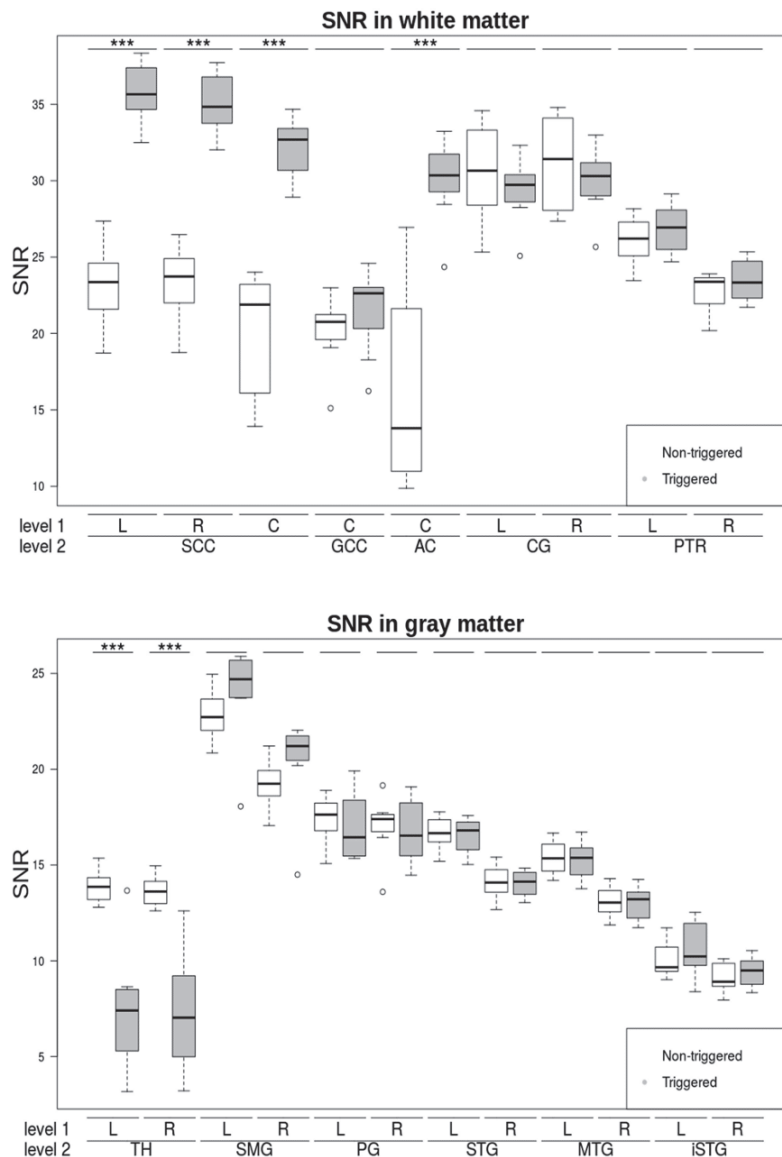 SNR in white matter
*** *** *** ***
35
30
25
20
15
10
SNR
Non-triggered
Triggered
level 1 L R C C C L R L R
level 2 SCC GCC AC CG PTR
SNR in gray matter
*** ***
25
20
15
10
5
SNR
Non-triggered
Triggered
level 1 L R L R L R L R L R L R
level 2 TH SMG PG STG MTG iSTG